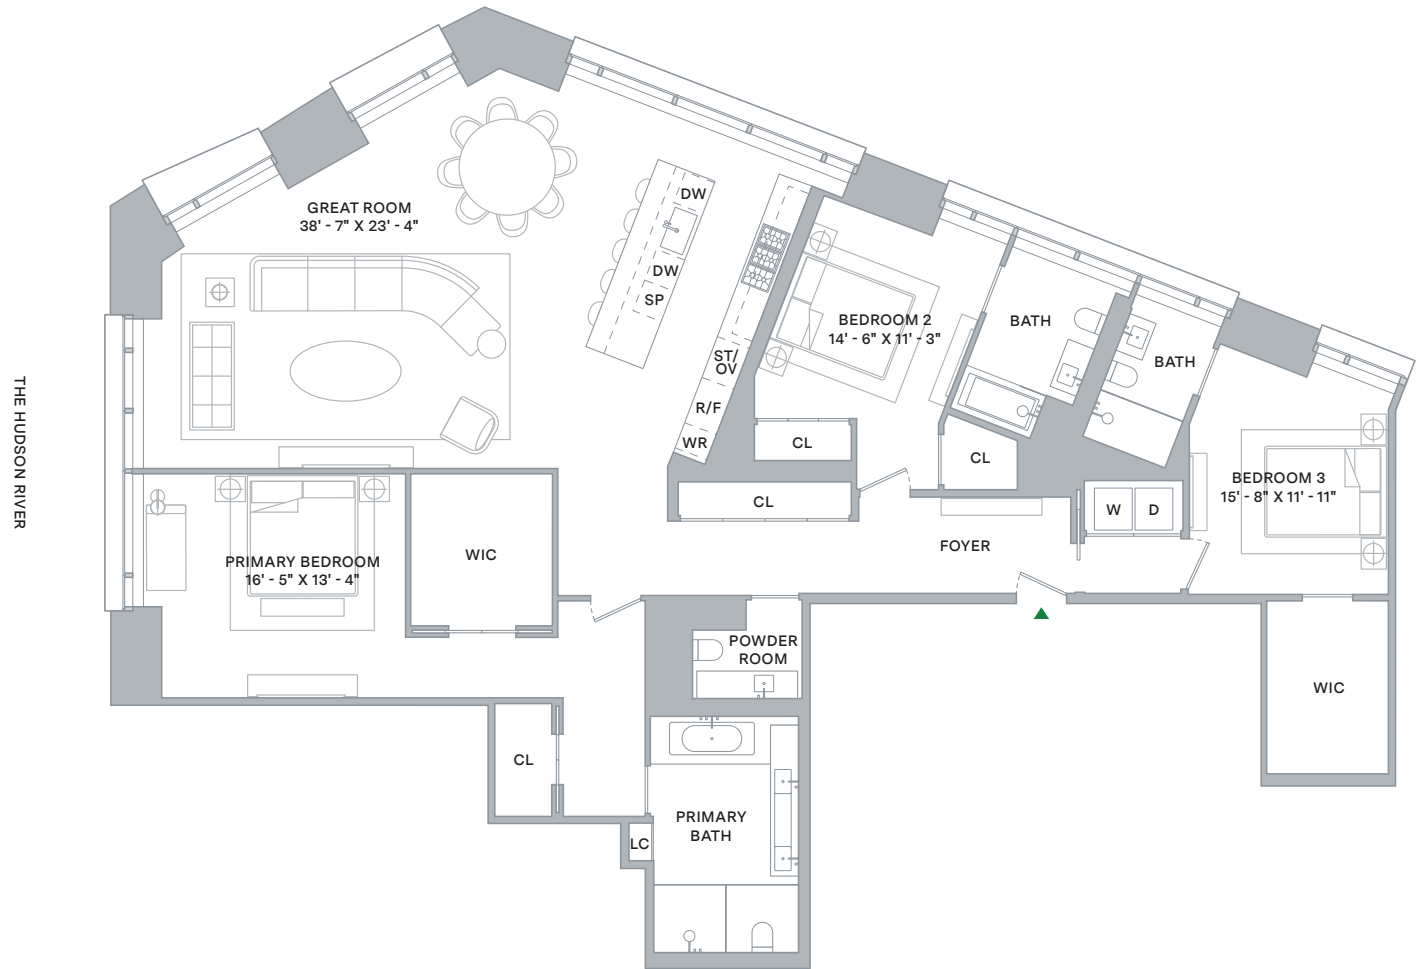 GREAT ROOM
38' - 7" X 23' - 4"
DW
DW
SP
ST/
OV
R/F
WR
BEDROOM 2
14' - 6" X 11' - 3"
BATH
BATH
CL
CL
CL
BEDROOM 3
15' - 8" X 11' - 11"
W
D
FOYER
THE HUDSON RIVER
PRIMARY BEDROOM
16' - 5" X 13' - 4"
WIC
POWDER
ROOM
WIC
CL
PRIMARY
BATH
LC